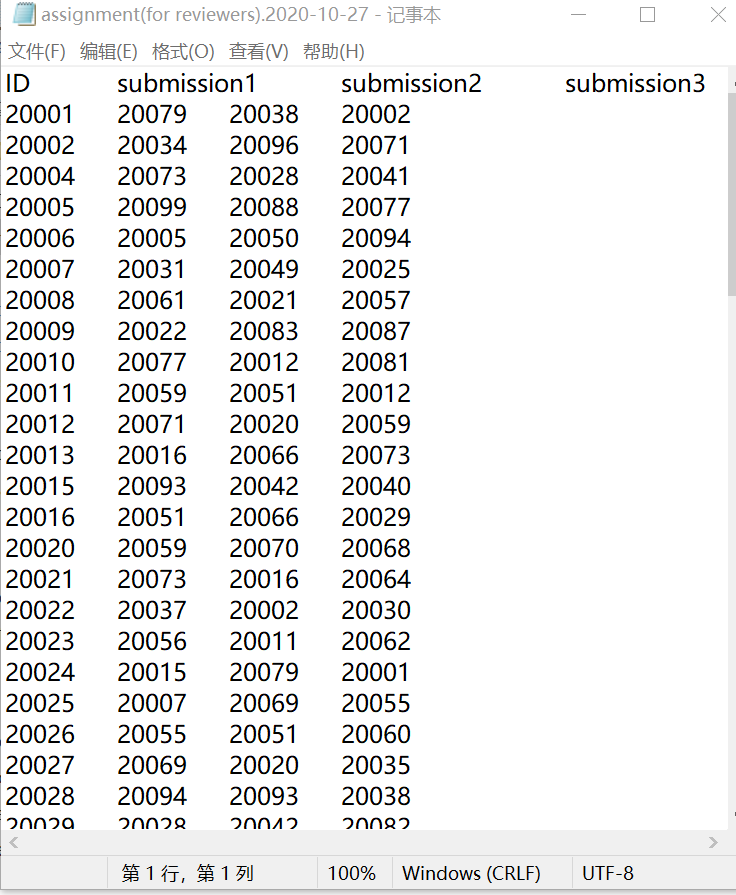 assignment(for reviewers).2020-10-27 - 记事本
文件(F) 编辑(E) 格式(O) 查看(V) 帮助(H)
ID submission1 submission2 submission3
20001 20079 20038 20002
20002 20034 20096 20071
20004 20073 20028 20041
20005 20099 20088 20077
20006 20005 20050 20094
20007 20031 20049 20025
20008 20061 20021 20057
20009 20022 20083 20087
20010 20077 20012 20081
20011 20059 20051 20012
20012 20071 20020 20059
20013 20016 20066 20073
20015 20093 20042 20040
20016 20051 20066 20029
20020 20059 20070 20068
20021 20073 20016 20064
20022 20037 20002 20030
20023 20056 20011 20062
20024 20015 20079 20001
20025 20007 20069 20055
20026 20055 20051 20060
20027 20069 20020 20035
20028 20094 20093 20038
20029 20028 20042 20082
第 1 行，第 1 列 100% Windows (CRLF) UTF-8